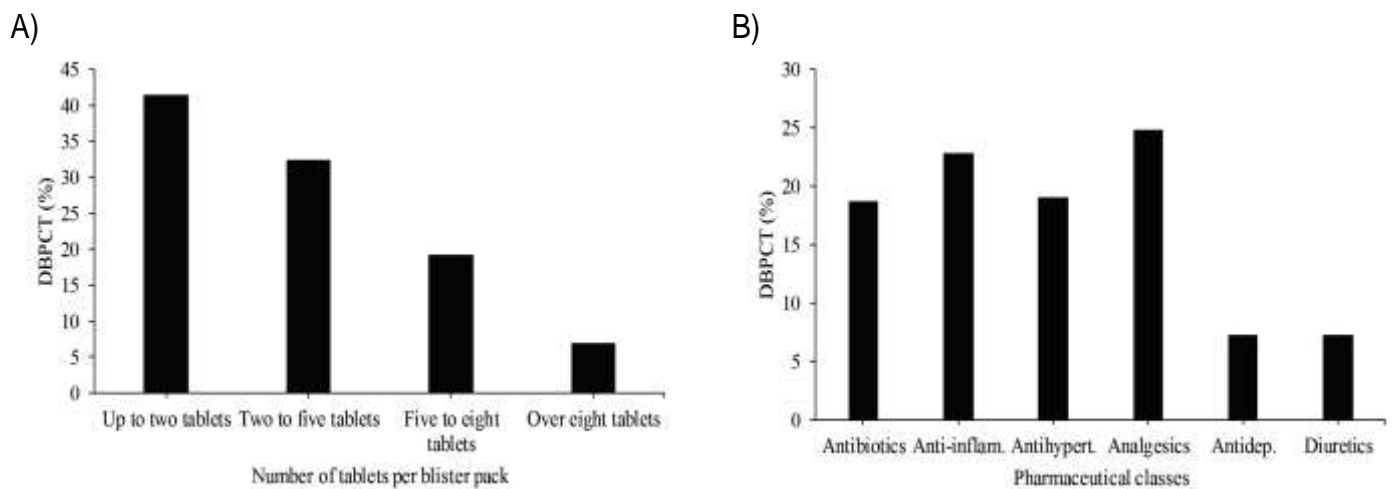 A)
B)
DBPCT (%)
45
40
35
30
25
20
15
10
5
0
Up to two tablets Two to five tablets Five to eight Over eight tablets
tablets
Number of tablets per blister pack
DBPCT (%)
30
25
20
15
10
5
0
Antibiotics Anti-inflam. Antihypert. Analgesics Antidep. Diuretics
Pharmaceutical classes